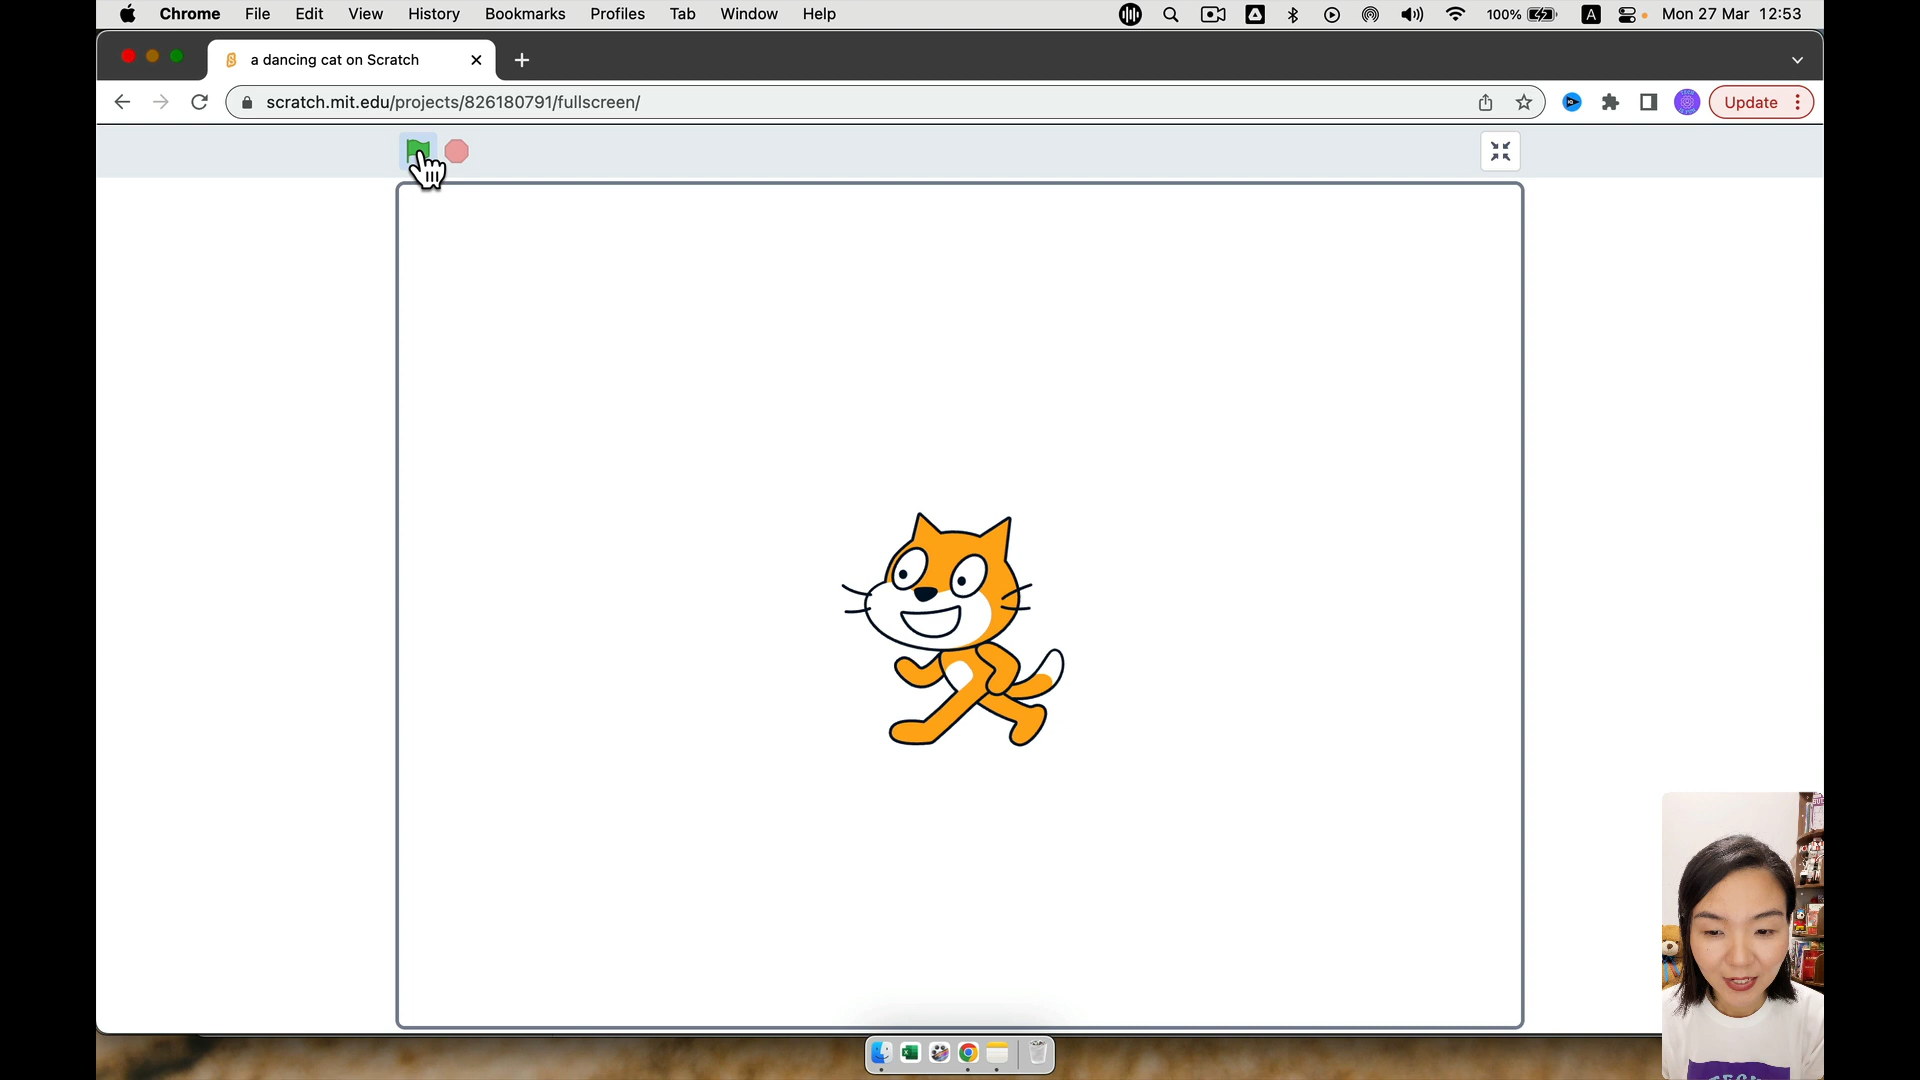 Chrome File Edit View History Bookmarks Profiles Tab Window Help 100% A Mon 27 Mar 12:53
a dancing cat on Scratch
scratch.mit.edu/projects/826180791/fullscreen/ Update